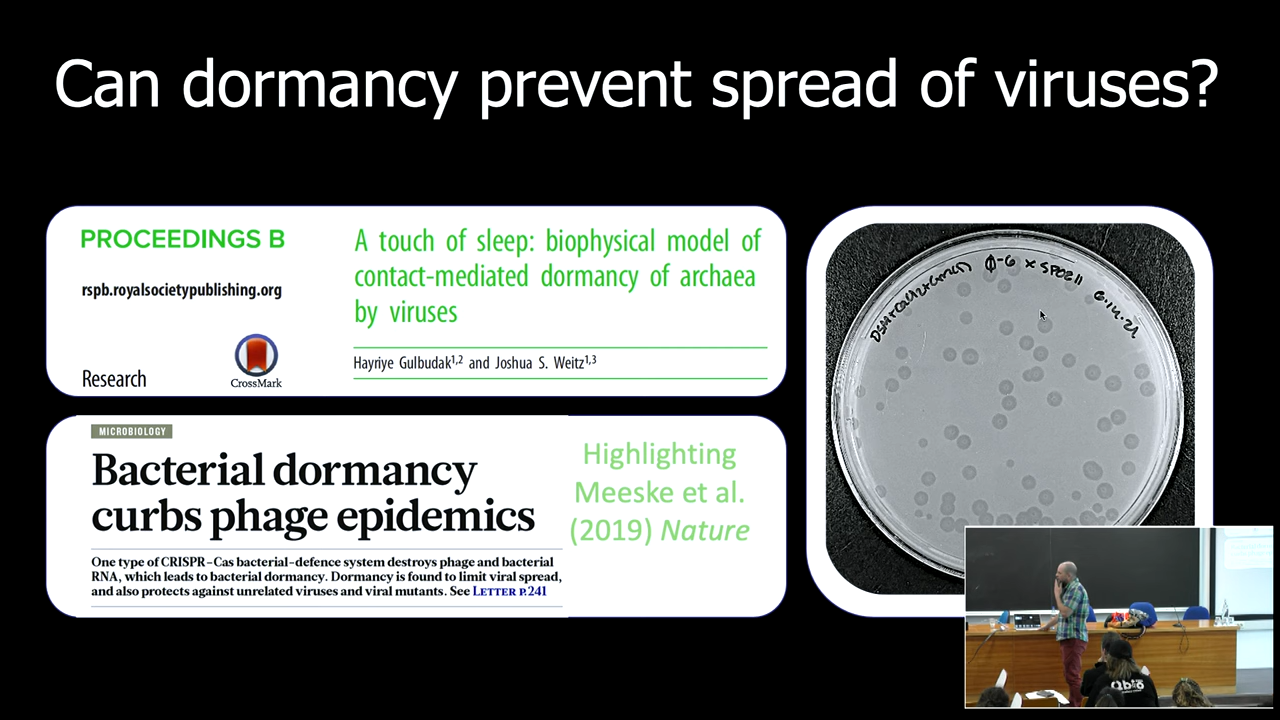 Can dormancy prevent spread of viruses?
PROCEEDINGS B
rspb.royalsocietypublishing.org
CrossMark
Research
A touch of sleep: biophysical model of
contact-mediated dormancy of archaea
by viruses
Hayriye Gulbudak1,2 and Joshua S. Weitz1,3
MICROBIOLOGY
Bacterial dormancy
curbs phage epidemics
One type of CRISPR–Cas bacterial-defence system destroys phage and bacterial
RNA, which leads to bacterial dormancy. Dormancy is found to limit viral spread,
and also protects against unrelated viruses and viral mutants. See LETTER P.241
Highlighting
Meeske et al.
(2019) Nature